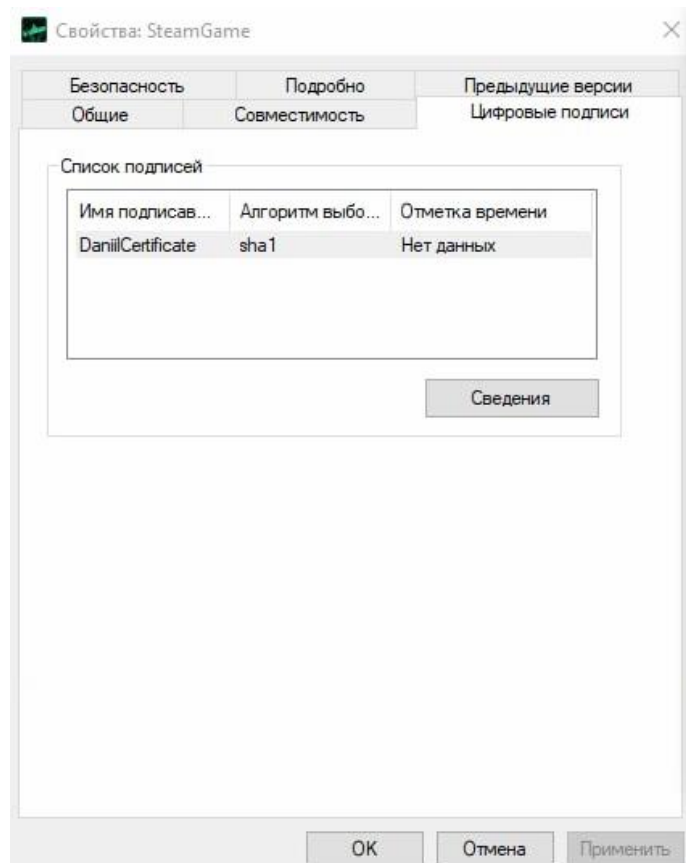 Свойства: SteamGame
Безопасность Подробно Предыдущие версии
Общие Совместимость Цифровые подписи
Список подписей
Имя подписав... Алгоритм выбо... Отметка времени
DaniilCertificate sha1 Нет данных
Сведения
OK Отмена Применить